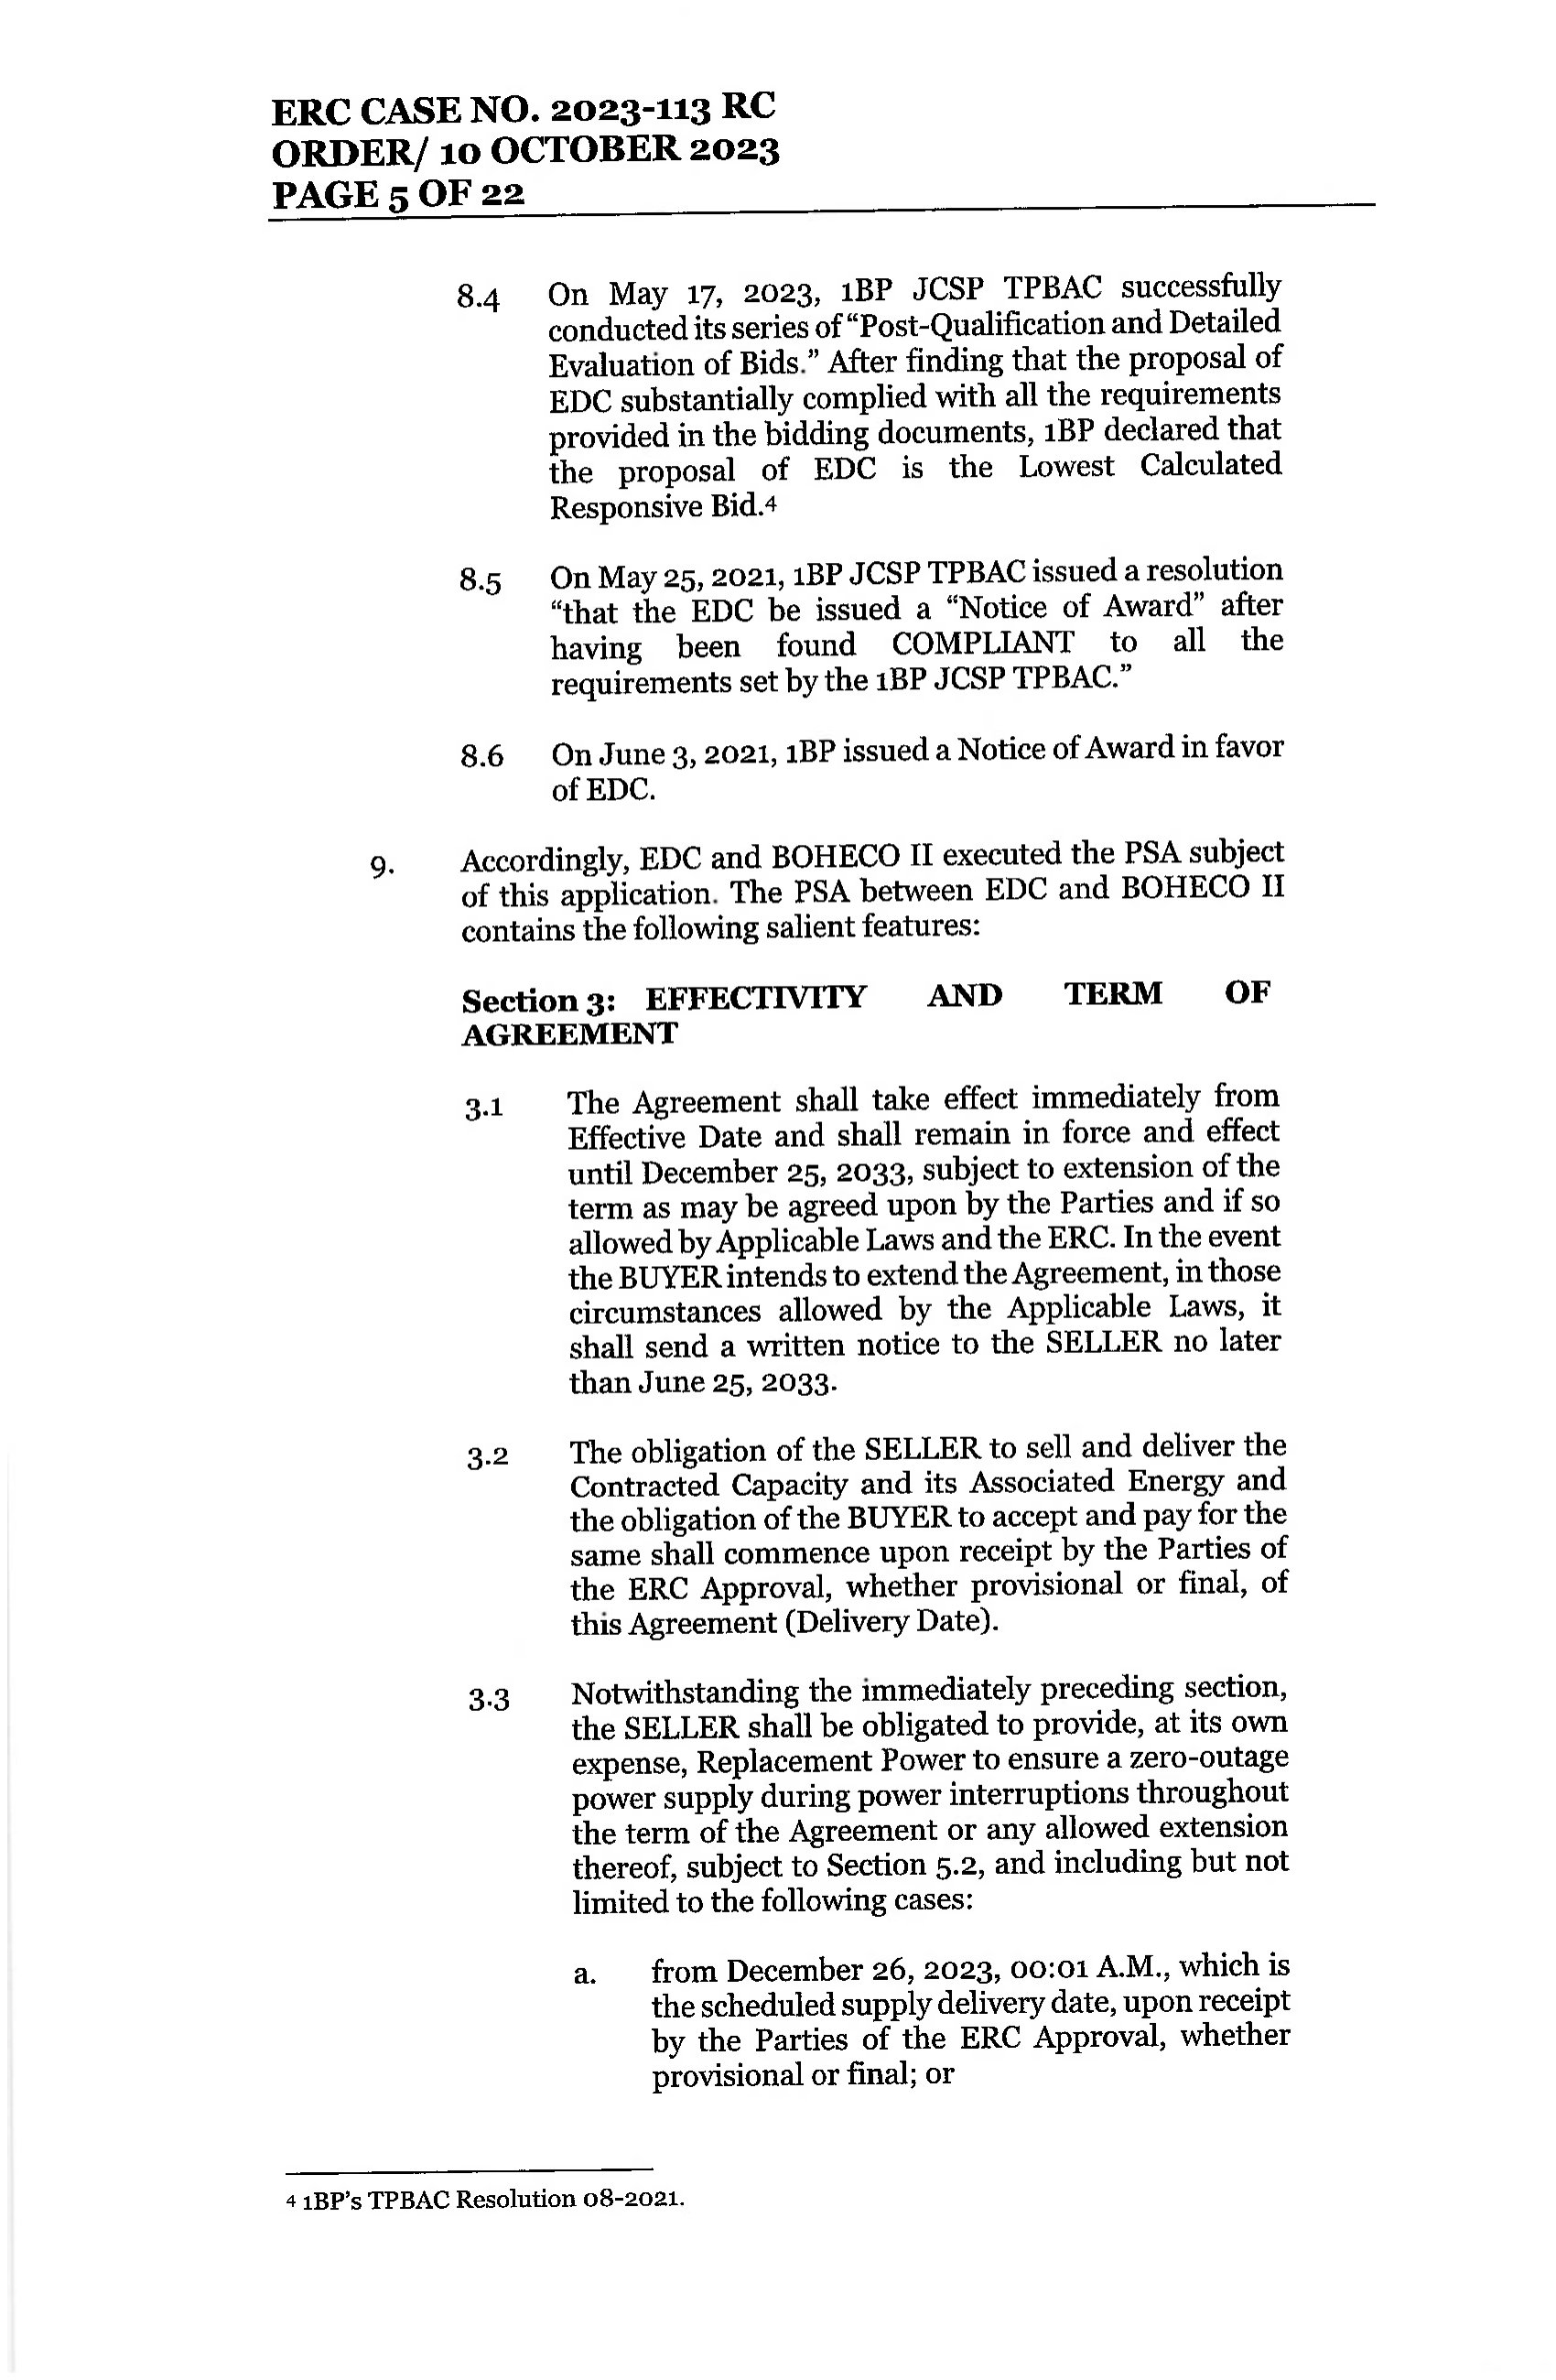 ERC CASE NO. 2023-113 RC
ORDER/ 10 OCTOBER 2023
PAGE 5 OF 22
8.4 On May 17, 2023, 1BP JCSP TPBAC successfully
conducted its series of “Post-Qualification and Detailed
Evaluation of Bids.” After finding that the proposal of
EDC substantially complied with all the requirements
provided in the bidding documents, 1BP declared that
the proposal of EDC is the Lowest Calculated
Responsive Bid.4
8.5 On May 25, 2021, 1BP JCSP TPBAC issued a resolution
“that the EDC be issued a “Notice of Award” after
having been found COMPLIANT to all the
requirements set by the 1BP JCSP TPBAC.”
8.6 On June 3, 2021, 1BP issued a Notice of Award in favor
of EDC.
9. Accordingly, EDC and BOHECO II executed the PSA subject
of this application. The PSA between EDC and BOHECO II
contains the following salient features:
Section 3: EFFECTIVITY AND TERM OF
AGREEMENT
3.1 The Agreement shall take effect immediately from
Effective Date and shall remain in force and effect
until December 25, 2033, subject to extension of the
term as may be agreed upon by the Parties and if so
allowed by Applicable Laws and the ERC. In the event
the BUYER intends to extend the Agreement, in those
circumstances allowed by the Applicable Laws, it
shall send a written notice to the SELLER no later
than June 25, 2033.
3.2 The obligation of the SELLER to sell and deliver the
Contracted Capacity and its Associated Energy and
the obligation of the BUYER to accept and pay for the
same shall commence upon receipt by the Parties of
the ERC Approval, whether provisional or final, of
this Agreement (Delivery Date).
3.3 Notwithstanding the immediately preceding section,
the SELLER shall be obligated to provide, at its own
expense, Replacement Power to ensure a zero-outage
power supply during power interruptions throughout
the term of the Agreement or any allowed extension
thereof, subject to Section 5.2, and including but not
limited to the following cases:
a. from December 26, 2023, 00:01 A.M., which is
the scheduled supply delivery date, upon receipt
by the Parties of the ERC Approval, whether
provisional or final; or
4 1BP’s TPBAC Resolution 08-2021.